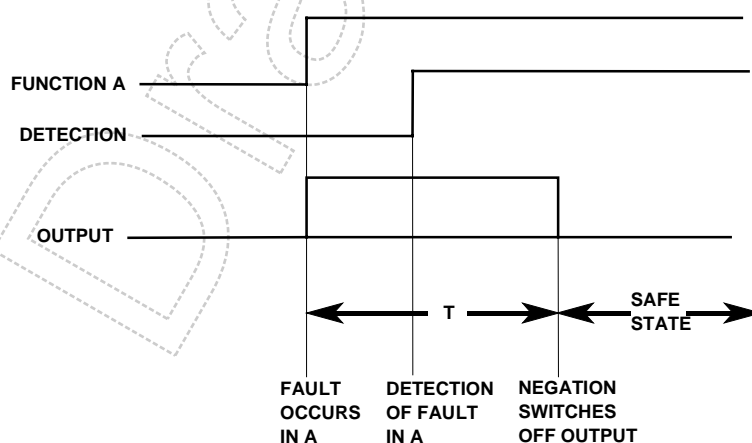 FUNCTION A
DETECTION
OUTPUT
T
SAFE
STATE
FAULT
OCCURS
IN A
DETECTION
OF FAULT
IN A
NEGATION
SWITCHES
OFF OUTPUT